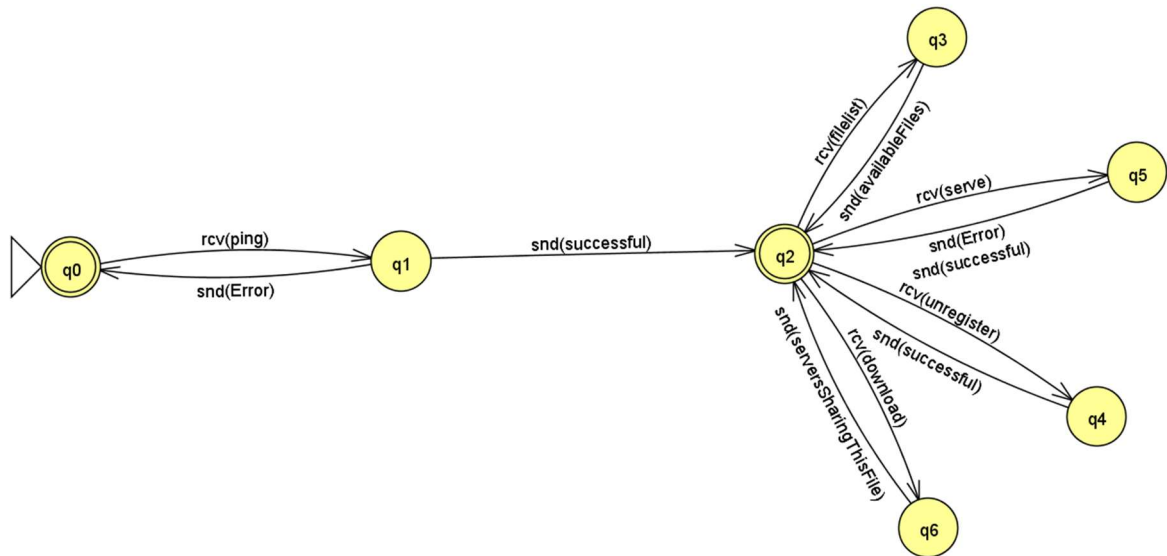 q3
rcv(filelist)
snd(availableFiles)
rcv(serve)
q5
snd(Error)
snd(successful)
rcv(ping)
q0
q1
snd(Error)
snd(successful)
q2
rcv(unregister)
snd(successful)
q4
rcv(download)
snd(serversSharingThisFile)
q6